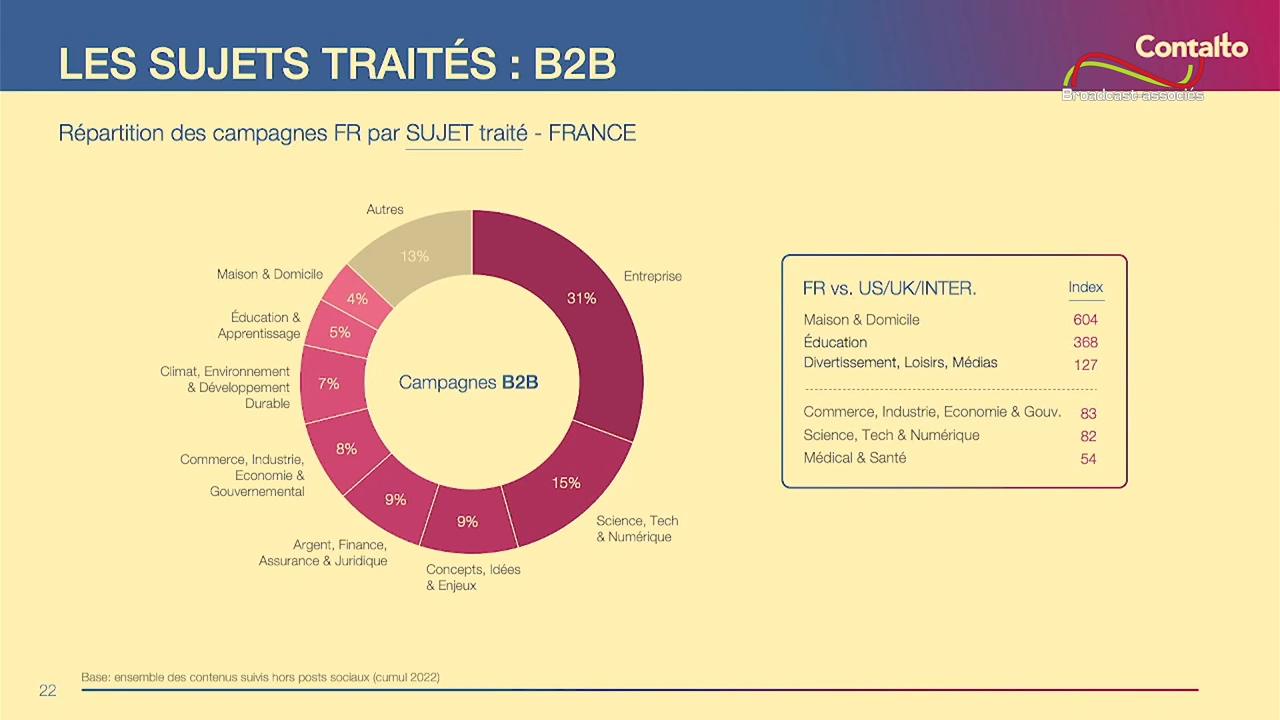 LES SUJETS TRAITÉS : B2B
Contalto
Broadcast-associés
Répartition des campagnes FR par SUJET traité - FRANCE
Autres
13%
Maison & Domicile
4%
Entreprise
31%
Éducation &
Apprentissage
5%
Climat, Environnement
& Développement
Durable
7%
Campagnes B2B
Commerce, Industrie,
Economie &
Gouvernemental
8%
15%
Science, Tech
& Numérique
Argent, Finance,
Assurance & Juridique
9%
9%
Concepts, Idées
& Enjeux
FR vs. US/UK/INTER. Index
Maison & Domicile 604
Éducation 368
Divertissement, Loisirs, Médias 127
Commerce, Industrie, Economie & Gouv. 83
Science, Tech & Numérique 82
Médical & Santé 54
Base: ensemble des contenus suivis hors posts sociaux (cumul 2022)
22